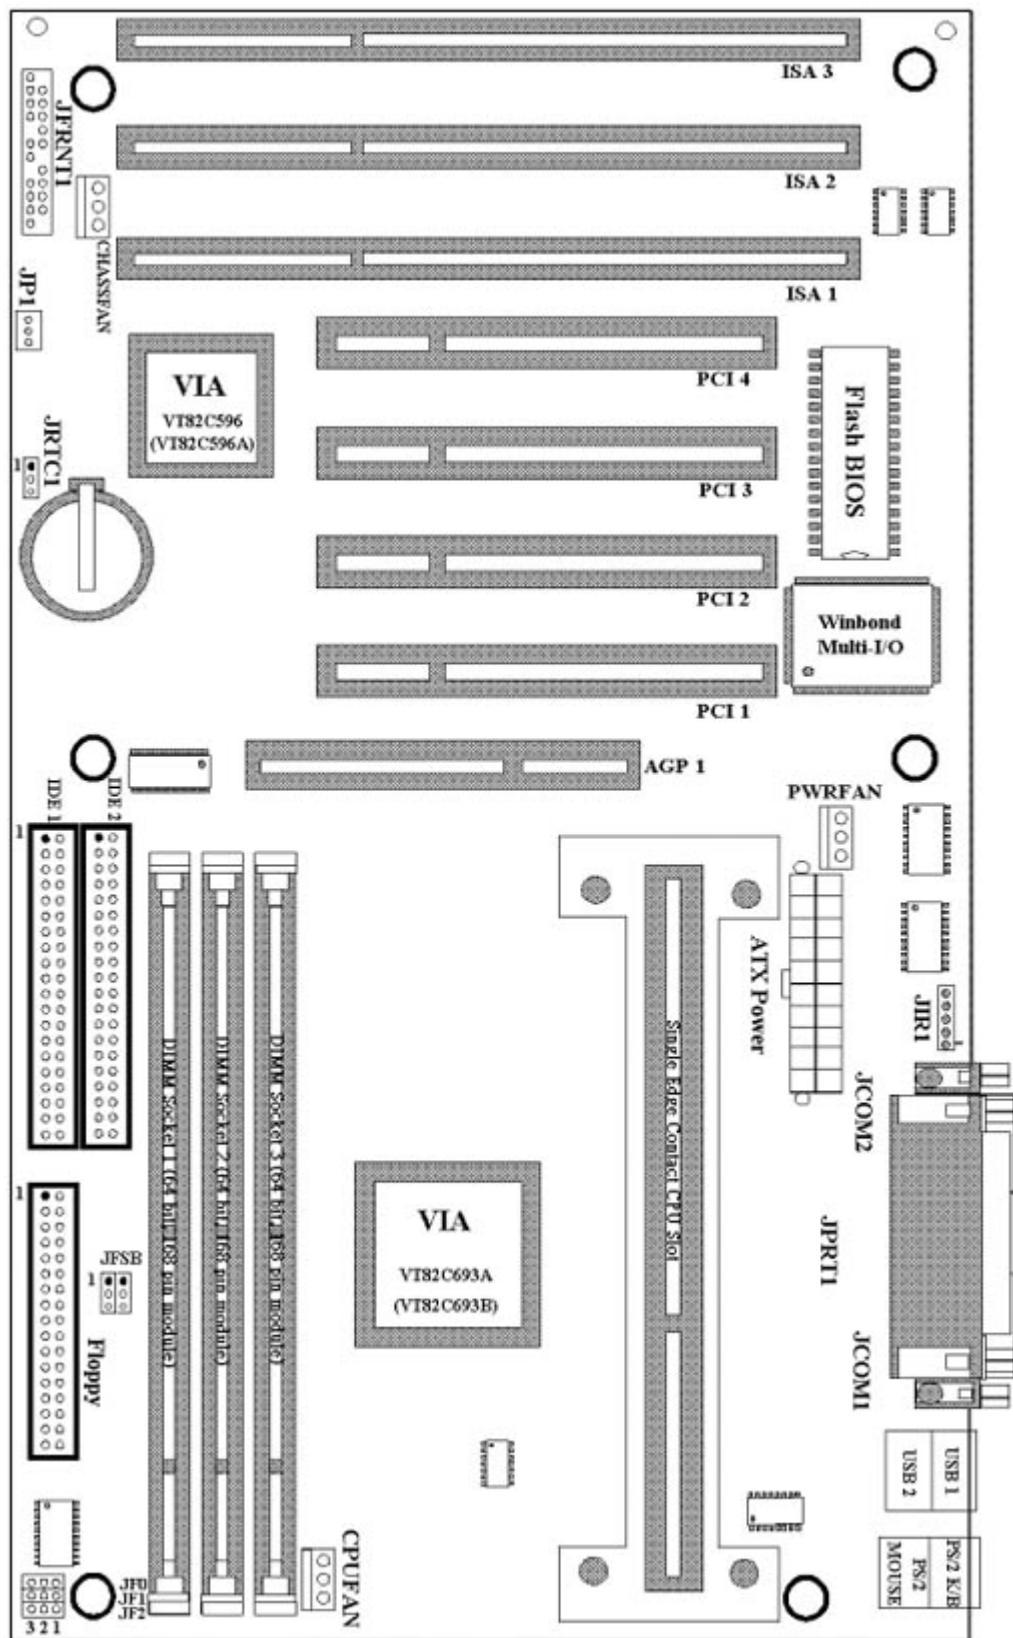 ISA 3
JFRNT1
ISA 2
CHASSFAN
JP1
ISA 1
VIA
VT82C596
(VT82C596A)
PCI 4
Flash BIOS
JRTC1
1
PCI 3
PCI 2
Winbond
Multi-I/O
PCI 1
AGP 1
IDE 1
IDE 2
1
PWRFAN
ATX Power
JIR1
1
DIMM Socket 1 (64 bit, 168 pin module)
DIMM Socket 2 (64 bit, 168 pin module)
DIMM Socket 3 (64 bit, 168 pin module)
Single Edge Contact CPU Slot
JCOM2
JPRT1
JCOM1
1
JFSB
1
Floppy
VIA
VT82C693A
(VT82C693B)
USB 1
USB 2
PS/2 K/B
PS/2
MOUSE
CPUFAN
JF0
JF1
JF2
3 2 1